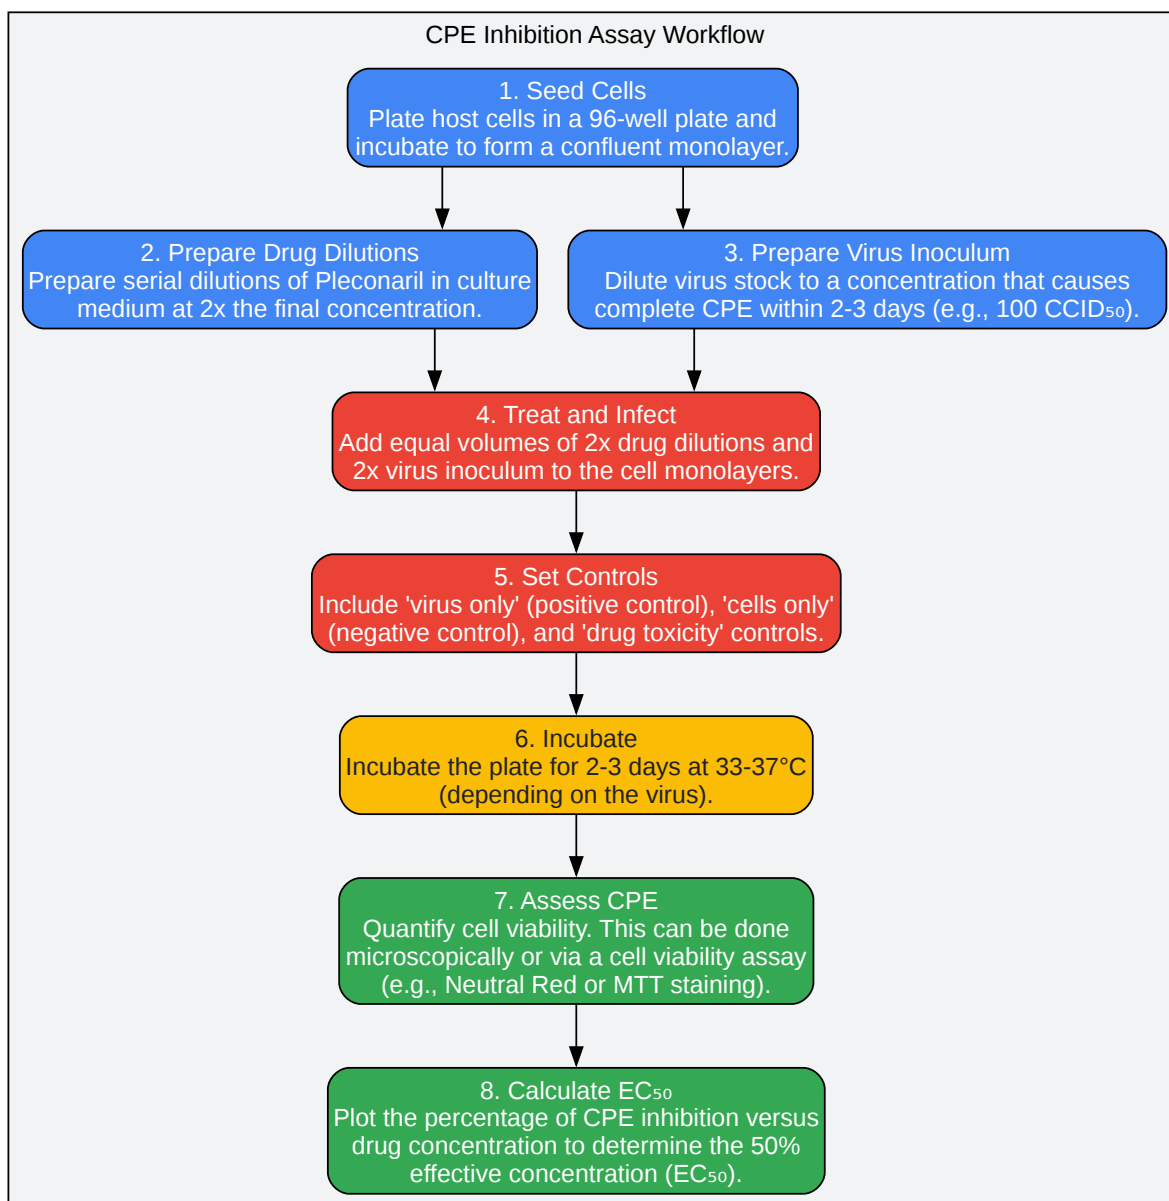 CPE Inhibition Assay Workflow
1. Seed Cells
Plate host cells in a 96-well plate and
incubate to form a confluent monolayer.
2. Prepare Drug Dilutions
Prepare serial dilutions of Pleconaril in culture
medium at 2x the final concentration.
3. Prepare Virus Inoculum
Dilute virus stock to a concentration that causes
complete CPE within 2-3 days (e.g., 100 CCID₅₀).
4. Treat and Infect
Add equal volumes of 2x drug dilutions and
2x virus inoculum to the cell monolayers.
5. Set Controls
Include 'virus only' (positive control), 'cells only'
(negative control), and 'drug toxicity' controls.
6. Incubate
Incubate the plate for 2-3 days at 33-37°C
(depending on the virus).
7. Assess CPE
Quantify cell viability. This can be done
microscopically or via a cell viability assay
(e.g., Neutral Red or MTT staining).
8. Calculate EC₅₀
Plot the percentage of CPE inhibition versus
drug concentration to determine the 50%
effective concentration (EC₅₀).